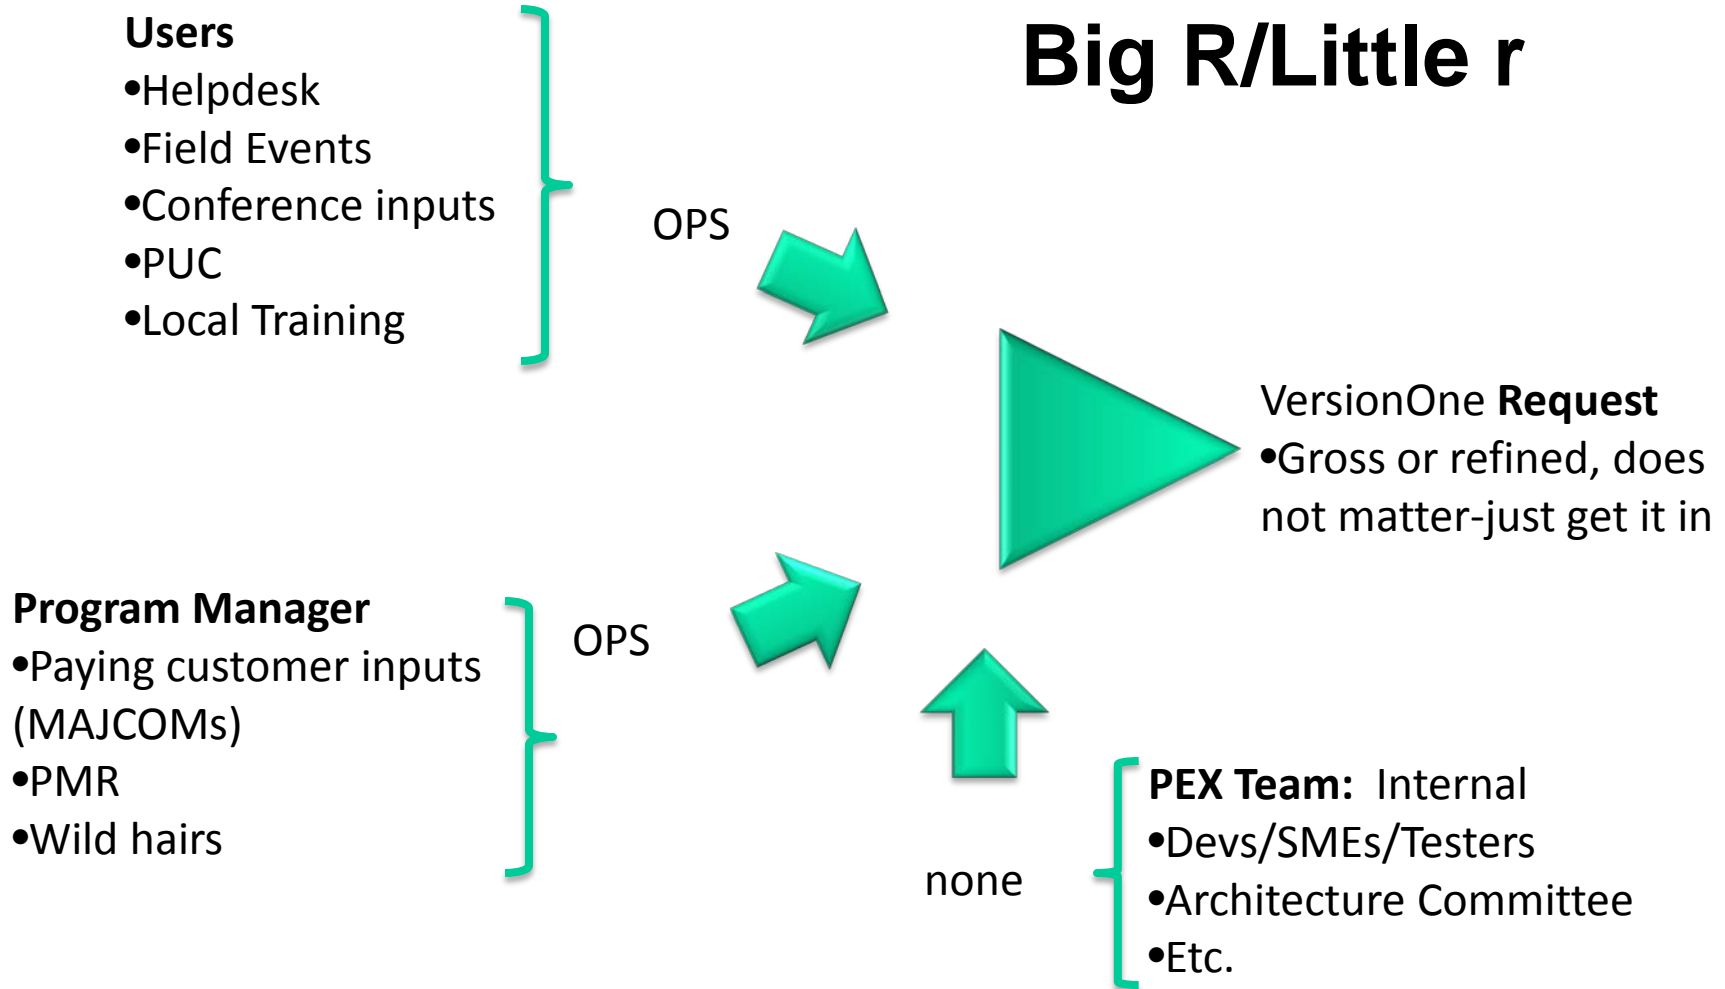 Big R/Little r
Users
•Helpdesk
•Field Events
•Conference inputs
•PUC
•Local Training
OPS
VersionOne Request
•Gross or refined, does
not matter-just get it in
Program Manager
•Paying customer inputs
(MAJCOMs)
•PMR
•Wild hairs
OPS
none
PEX Team:  Internal
•Devs/SMEs/Testers
•Architecture Committee
•Etc.